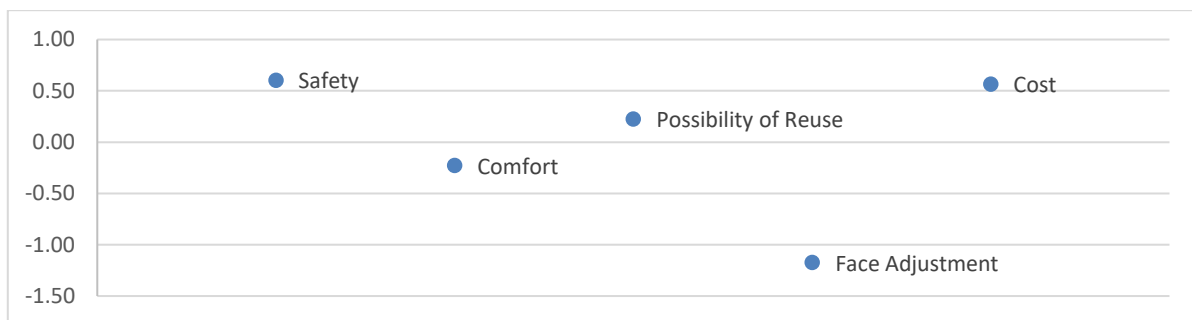 1.00
Safety
Cost
0.50
Possibility of Reuse
0.00
Comfort
-0.50
-1.00
Face Adjustment
-1.50